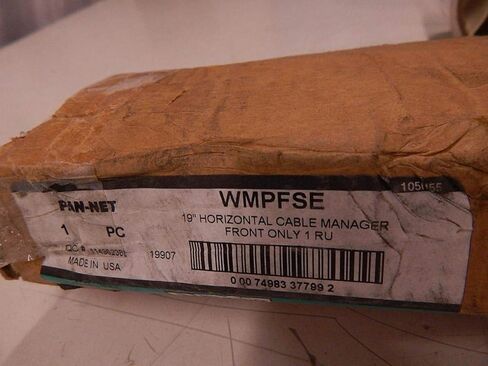 PAN-NET
WMPFSE
1 PC
19" HORIZONTAL CABLE MANAGER
FRONT ONLY 1 RU
QC #
MADE IN USA
19907
0 00 74983 37799 2